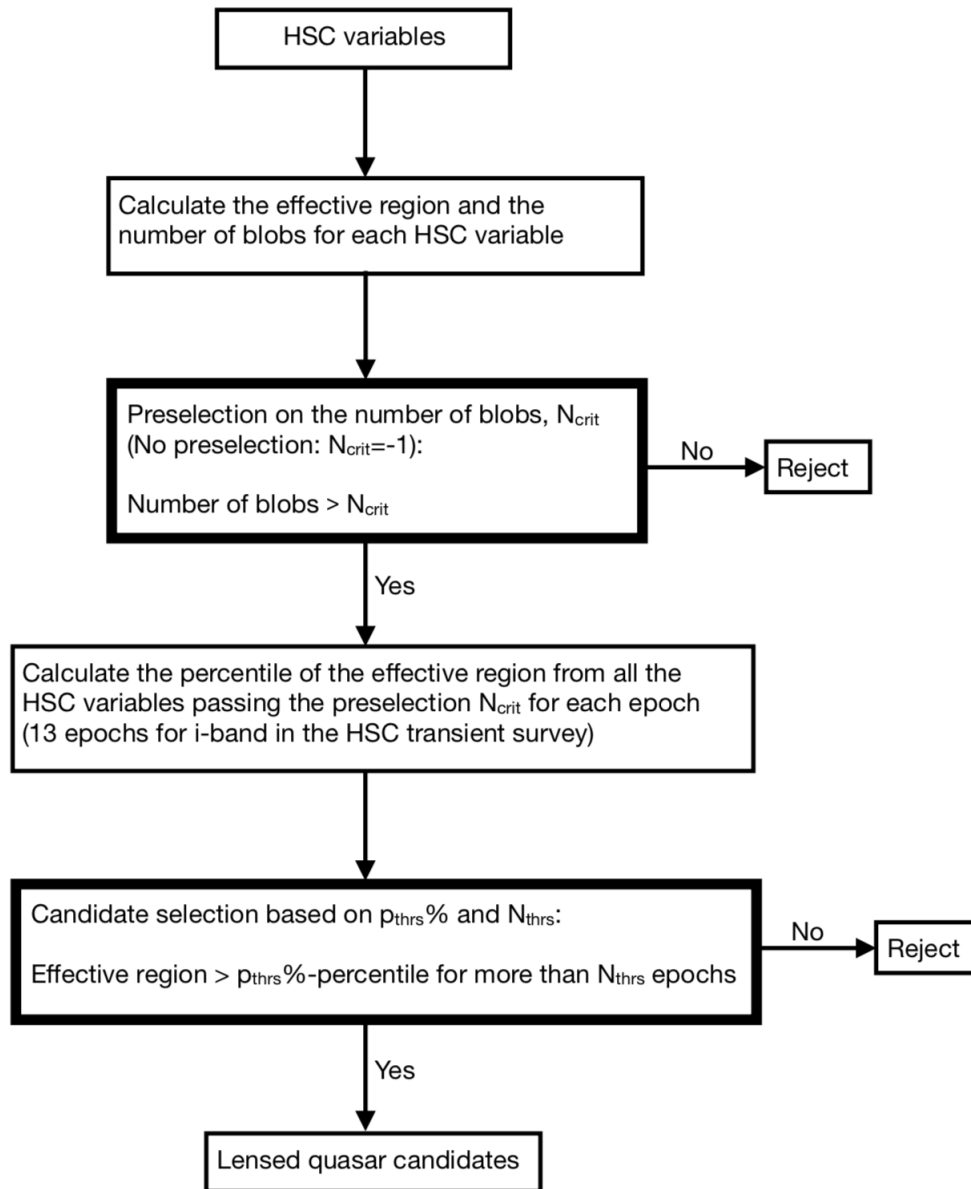 HSC variables
Calculate the effective region and the
number of blobs for each HSC variable
Preselection on the number of blobs, Ncrit
(No preselection: Ncrit=-1):
Number of blobs > Ncrit
No
Reject
Yes
Calculate the percentile of the effective region from all the
HSC variables passing the preselection Ncrit for each epoch
(13 epochs for i-band in the HSC transient survey)
Candidate selection based on pthrs% and Nthrs:
Effective region > pthrs%-percentile for more than Nthrs epochs
No
Reject
Yes
Lensed quasar candidates